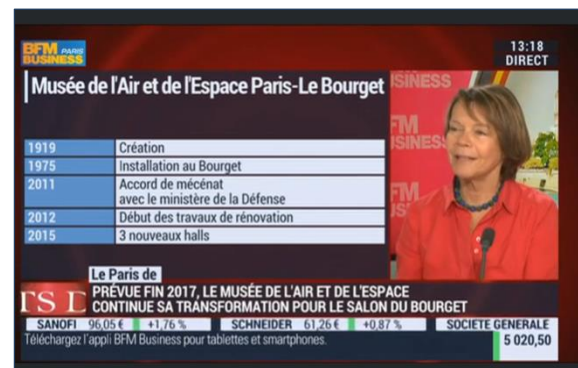 BFM PARIS
BUSINESS
13:18
DIRECT
Musée de l'Air et de l'Espace Paris-Le Bourget
1919 Création
1975 Installation au Bourget
2011 Accord de mécénat
avec le ministère de la Défense
2012 Début des travaux de rénovation
2015 3 nouveaux halls
Le Paris de
PRÉVUE FIN 2017, LE MUSÉE DE L'AIR ET DE L'ESPACE
CONTINUE SA TRANSFORMATION POUR LE SALON DU BOURGET
SANOFI 96,05 € +1,76 % SCHNEIDER 61,26 € +0,87 % SOCIETE GENERALE
Téléchargez l'appli BFM Business pour tablettes et smartphones. 5 020,50